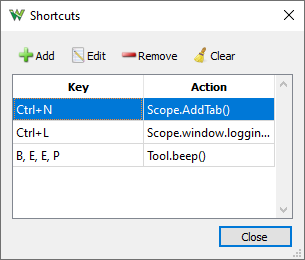 Shortcuts
Add Edit Remove Clear
Key Action
Ctrl+N Scope.AddTab()
Ctrl+L Scope.window.loggin...
B, E, E, P Tool.beep()
Close